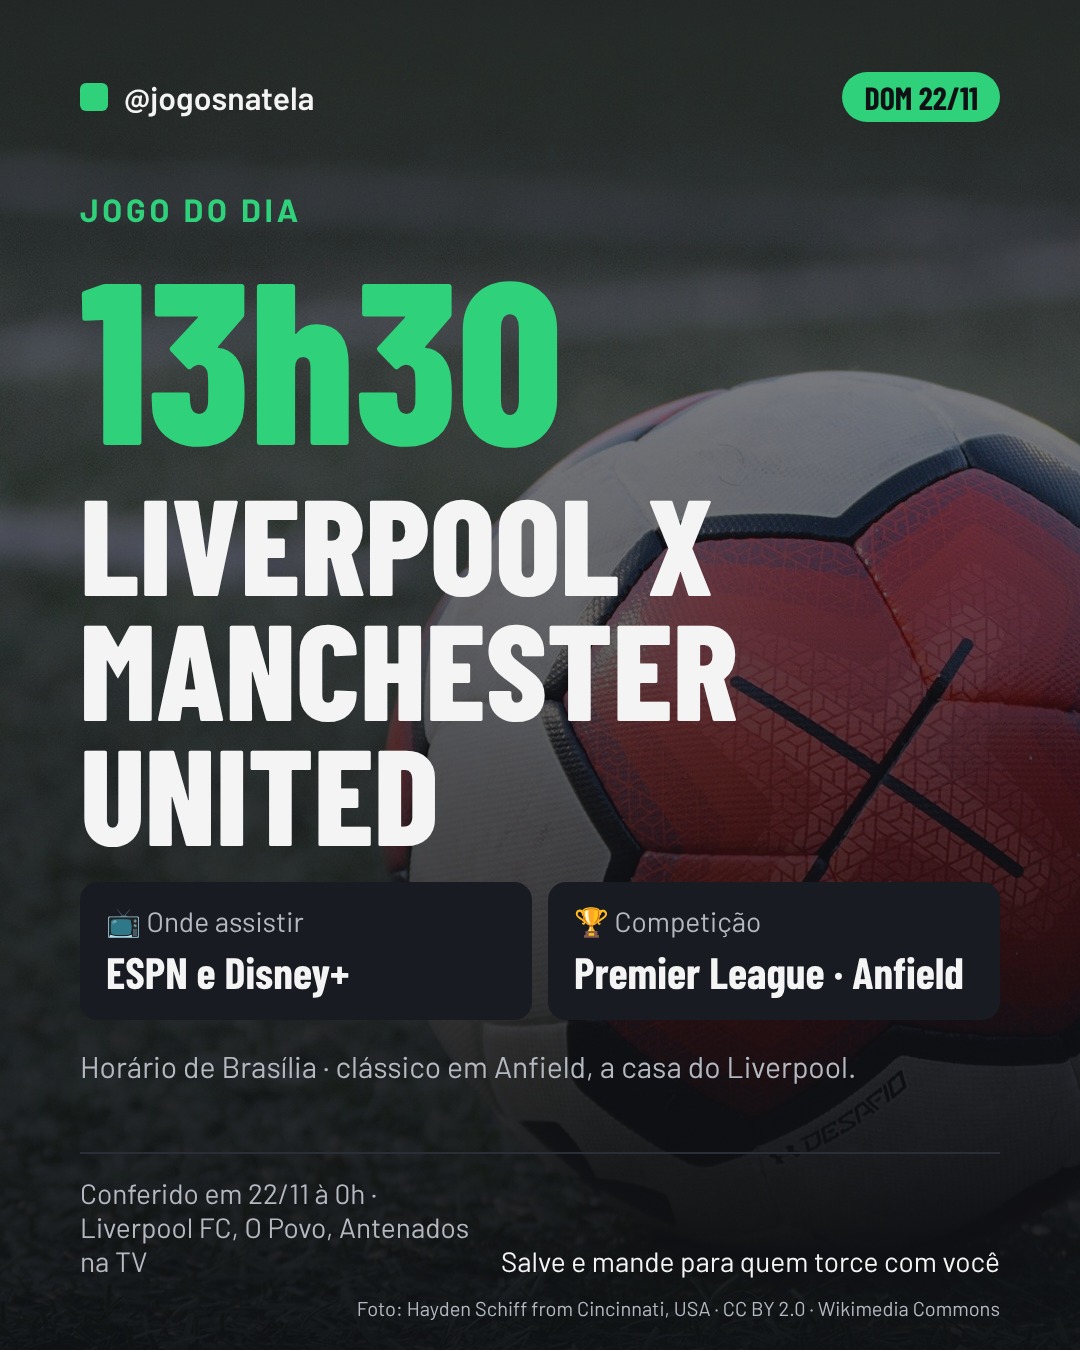 @jogosnatela
DOM 22/11
JOGO DO DIA
13h30
LIVERPOOL X
MANCHESTER
UNITED
📺 Onde assistir
ESPN e Disney+
🏆 Competição
Premier League · Anfield
Horário de Brasília · clássico em Anfield, a casa do Liverpool.
DESAFIO
Conferido em 22/11 à 0h ·
Liverpool FC, O Povo, Antenados
na TV
Salve e mande para quem torce com você
Foto: Hayden Schiff from Cincinnati, USA · CC BY 2.0 · Wikimedia Commons